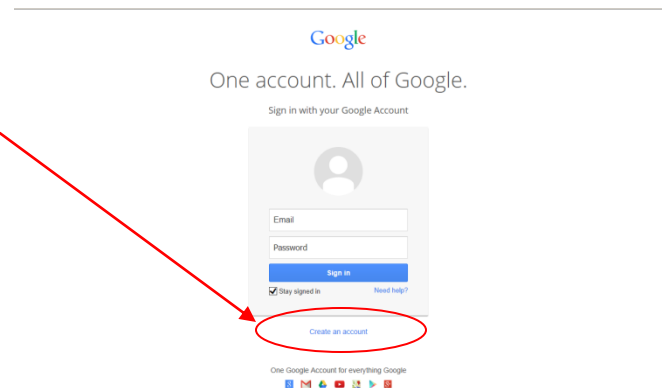 Google
One account. All of Google.
Sign in with your Google Account
Email
Password
Sign in
Stay signed in Need help?
Create an account
One Google Account for everything Google